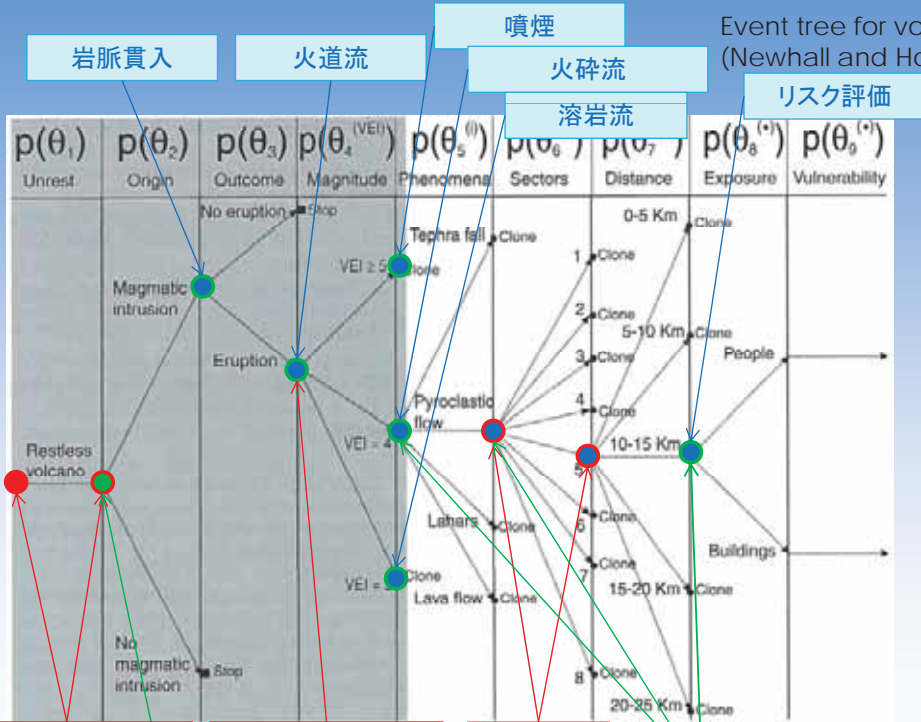 噴煙
Event tree for vo
(Newhall and Ho
岩脈貫入
火道流
火砕流
リスク評価
溶岩流
p(θ₁) p(θ₂) p(θ₃) p(θ₄⁽ⱽᴱᴵ⁾) p(θ₅⁽ⁱ⁾) p(θ₆ p(θ₇ p(θ₈⁽•⁾) p(θ₉⁽•⁾)
Unrest Origin Outcome Magnitude Phenomena Sectors Distance Exposure Vulnerability
No eruption Stop
0-5 Km Clone
Tephra fall Clone
VEI ≥ 5 Clone
1 Clone
Magmatic
intrusion
2 Clone
5-10 Km Clone
Eruption
3 Clone
People
Pyroclastic
flow
4 Clone
VEI = 4
10-15 Km
Restless
volcano
5
Lahars Clone
6 Clone
Buildings
VEI = Clone
7 Clone
Lava flow Clone
15-20 Km Clone
No
magmatic
intrusion
Stop
8 Clone
20-25 Km Clone